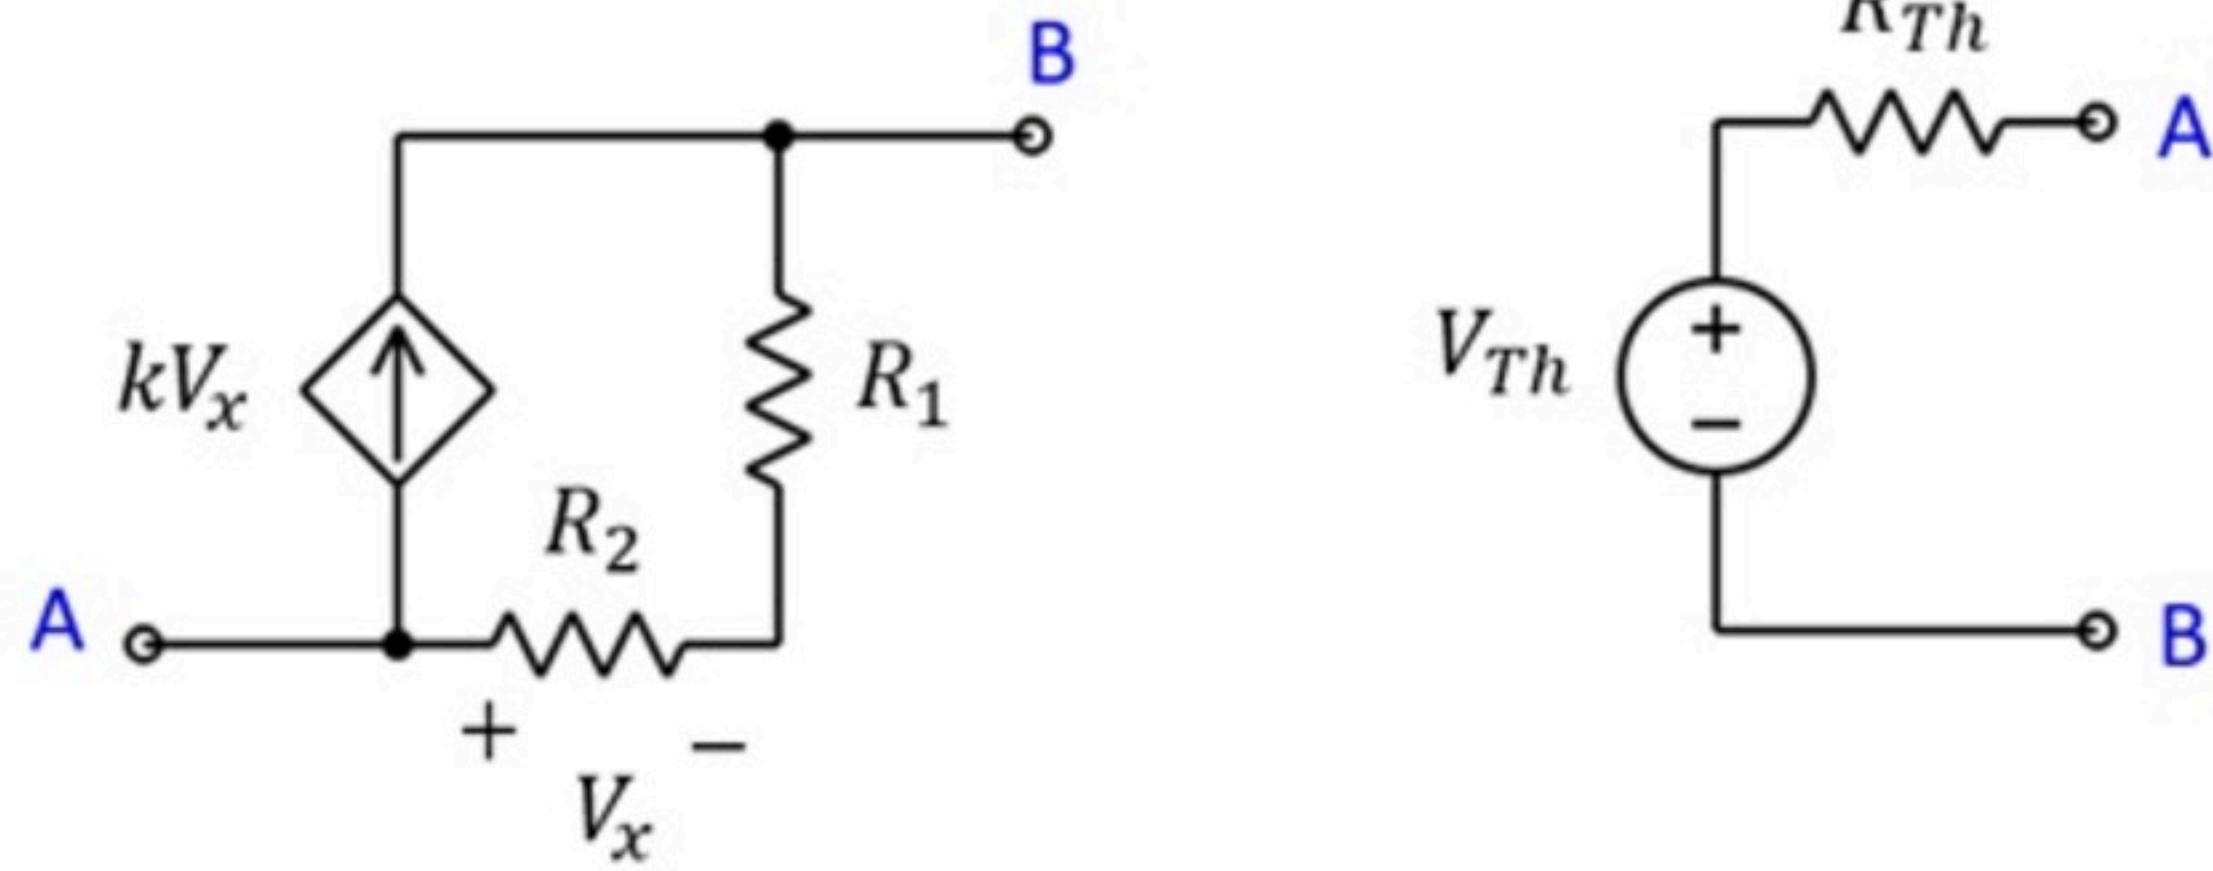 B
R_{Th}
A
kV_x
R_1
V_{Th}
+
−
R_2
A
B
+ −
V_x